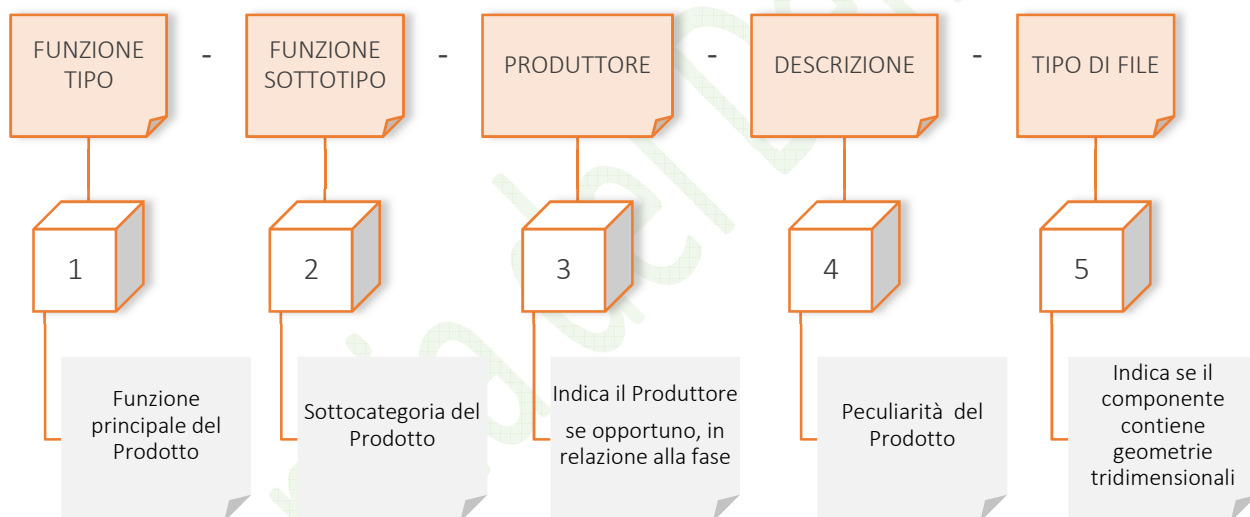 FUNZIONE
TIPO
-
FUNZIONE
SOTTOTIPO
-
PRODUTTORE
-
DESCRIZIONE
-
TIPO DI FILE
1
2
3
4
5
Funzione
principale del
Prodotto
Sottocategoria del
Prodotto
Indica il Produttore
se opportuno, in
relazione alla fase
Peculiarità del
Prodotto
Indica se il
componente
contiene
geometrie
tridimensionali